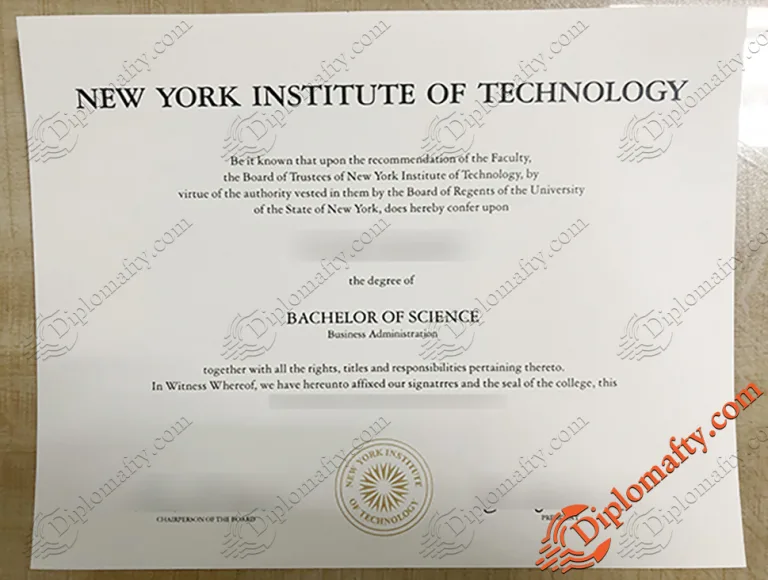 NEW YORK INSTITUTE OF TECHNOLOGY
Be it known that upon the recommendation of the Faculty,
the Board of Trustees of New York Institute of Technology, by
virtue of the authority vested in them by the Board of Regents of the University
of the State of New York, does hereby confer upon
the degree of
BACHELOR OF SCIENCE
Business Administration
together with all the rights, titles and responsibilities pertaining thereto.
In Witness Whereof, we have hereunto affixed our signatrres and the seal of the college, this
NEW YORK INSTITUTE
OF TECHNOLOGY
CHAIRPERSON OF THE BOARD
Diplomafty.com